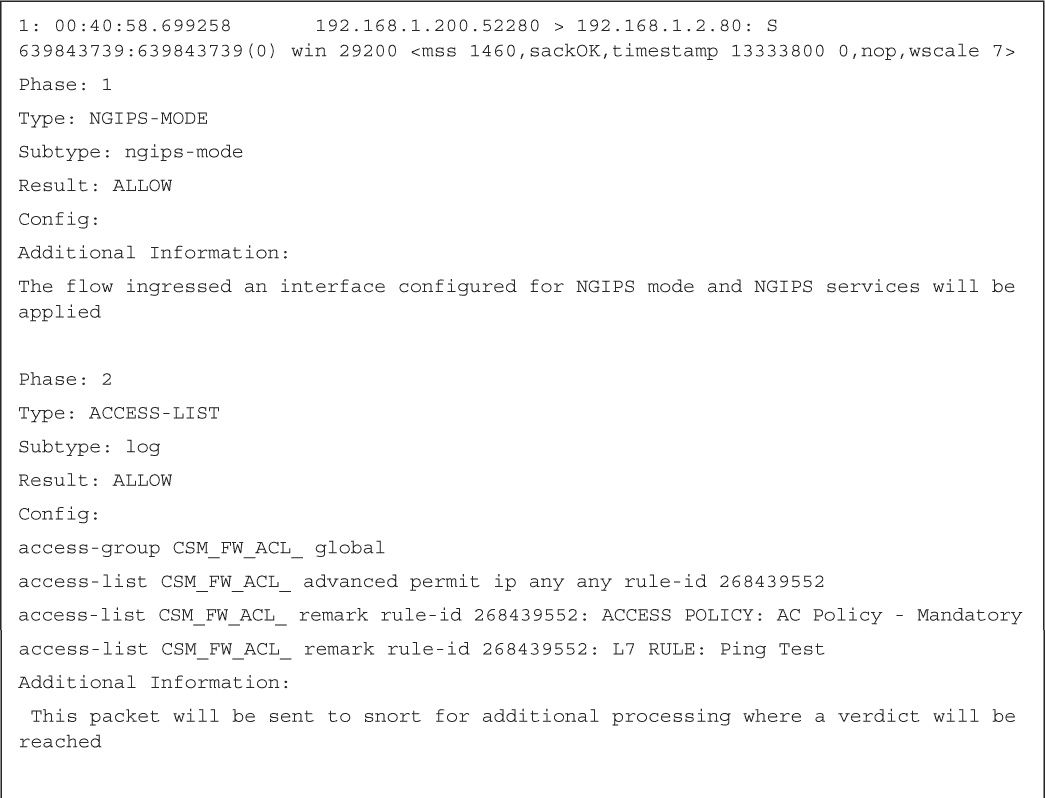 1: 00:40:58.699258       192.168.1.200.52280 > 192.168.1.2.80: S
639843739:639843739(0) win 29200 <mss 1460,sackOK,timestamp 13333800 0,nop,wscale 7>
Phase: 1
Type: NGIPS-MODE
Subtype: ngips-mode
Result: ALLOW
Config:
Additional Information:
The flow ingressed an interface configured for NGIPS mode and NGIPS services will be
applied
Phase: 2
Type: ACCESS-LIST
Subtype: log
Result: ALLOW
Config:
access-group CSM_FW_ACL_ global
access-list CSM_FW_ACL_ advanced permit ip any any rule-id 268439552
access-list CSM_FW_ACL_ remark rule-id 268439552: ACCESS POLICY: AC Policy - Mandatory
access-list CSM_FW_ACL_ remark rule-id 268439552: L7 RULE: Ping Test
Additional Information:
This packet will be sent to snort for additional processing where a verdict will be
reached